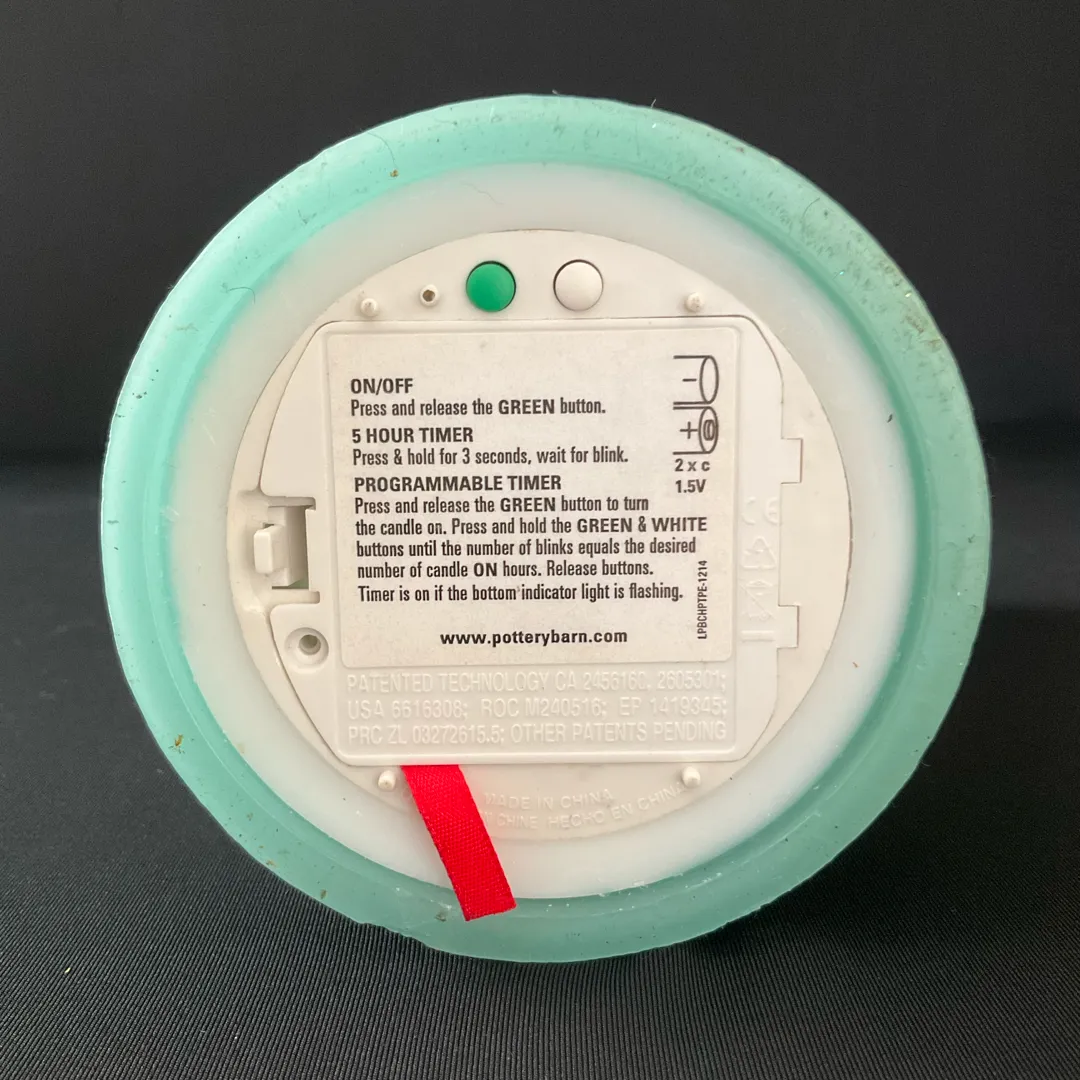 ON/OFF
Press and release the GREEN button.
5 HOUR TIMER
Press & hold for 3 seconds, wait for blink.
PROGRAMMABLE TIMER
Press and release the GREEN button to turn
the candle on. Press and hold the GREEN & WHITE
buttons until the number of blinks equals the desired
number of candle ON hours. Release buttons.
Timer is on if the bottom indicator light is flashing.
www.potterybarn.com
-
+
2 x c
1.5V
LPBCHPTPE-1214
CE
PATENTED TECHNOLOGY CA 2456160, 2605301;
USA 6616308; ROC M240516; EP 1419345;
PRC ZL 03272615.5; OTHER PATENTS PENDING
MADE IN CHINA
CHINE HECHO EN CHINA